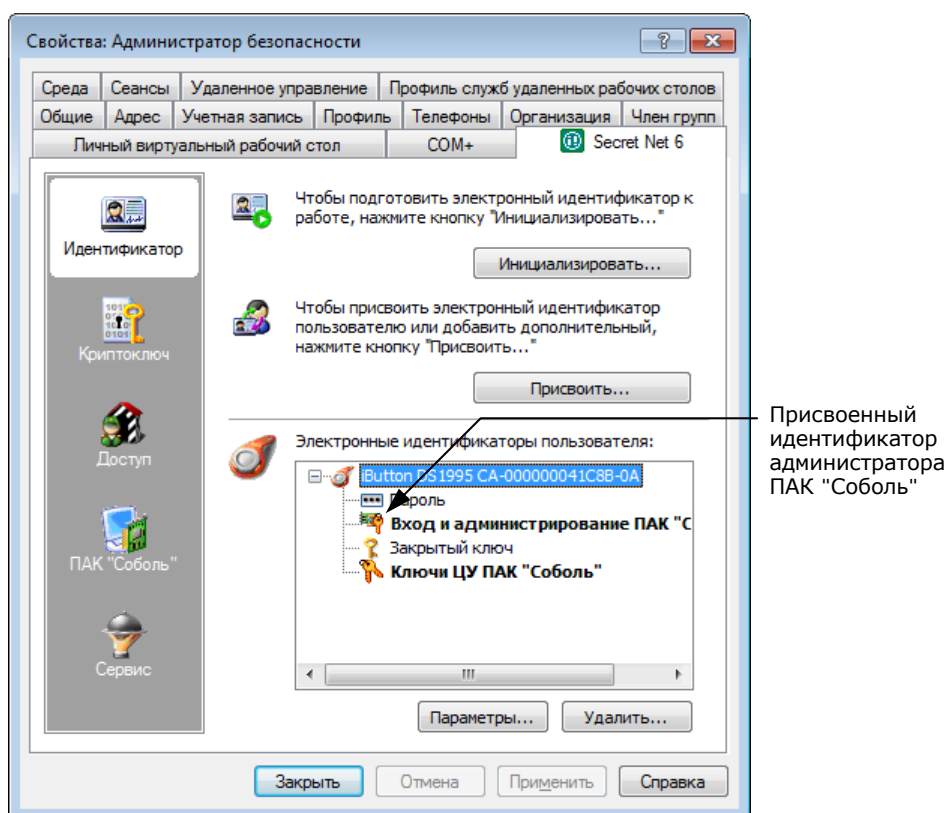 Свойства: Администратор безопасности
Среда Сеансы Удаленное управление Профиль служб удаленных рабочих столов
Общие Адрес Учетная запись Профиль Телефоны Организация Член групп
Личный виртуальный рабочий стол COM+ Secret Net 6
Идентификатор
Криптоключ
Доступ
ПАК "Соболь"
Сервис
Чтобы подготовить электронный идентификатор к
работе, нажмите кнопку "Инициализировать..."
Инициализировать...
Чтобы присвоить электронный идентификатор
пользователю или добавить дополнительный,
нажмите кнопку "Присвоить..."
Присвоить...
Электронные идентификаторы пользователя:
iButton DS1995 CA-000000041C8B-0A
Пароль
Вход и администрирование ПАК "С
Закрытый ключ
Ключи ЦУ ПАК "Соболь"
Параметры... Удалить...
Закрыть Отмена Применить Справка
Присвоенный
идентификатор
администратора
ПАК "Соболь"